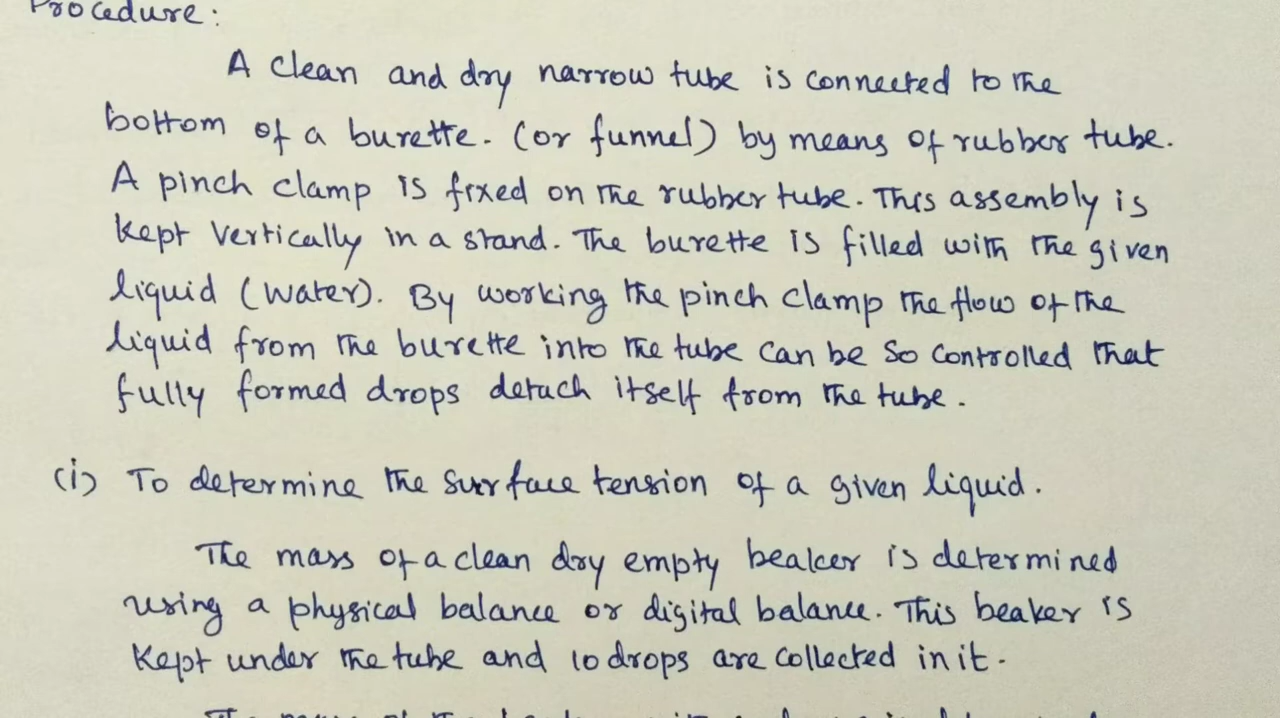 Procedure:
A clean and dry narrow tube is connected to the
bottom of a burette. (or funnel) by means of rubber tube.
A pinch clamp is fixed on the rubber tube. This assembly is
kept vertically in a stand. The burette is filled with the given
liquid (water). By working the pinch clamp the flow of the
liquid from the burette into the tube can be so controlled that
fully formed drops detach itself from the tube.
(i) To determine the surface tension of a given liquid.
The mass of a clean dry empty beaker is determined
using a physical balance or digital balance. This beaker is
kept under the tube and 10 drops are collected in it.